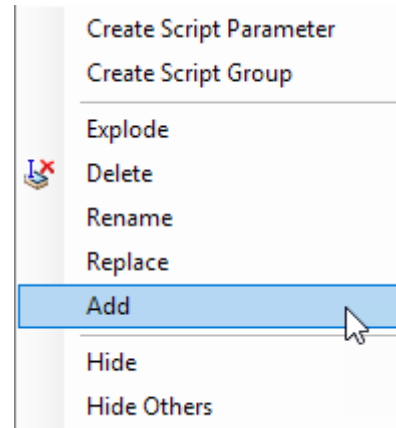 Create Script Parameter
Create Script Group
Explode
Delete
Rename
Replace
Add
Hide
Hide Others